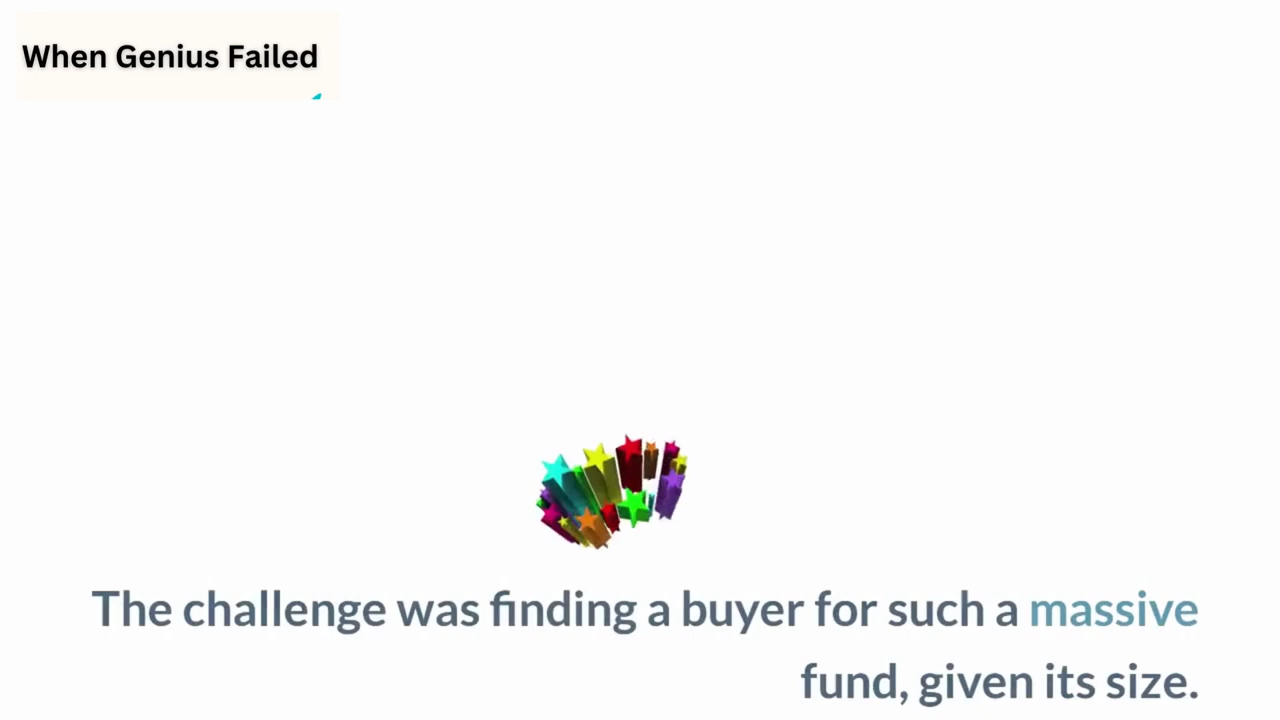 When Genius Failed
The challenge was finding a buyer for such a massive
fund, given its size.